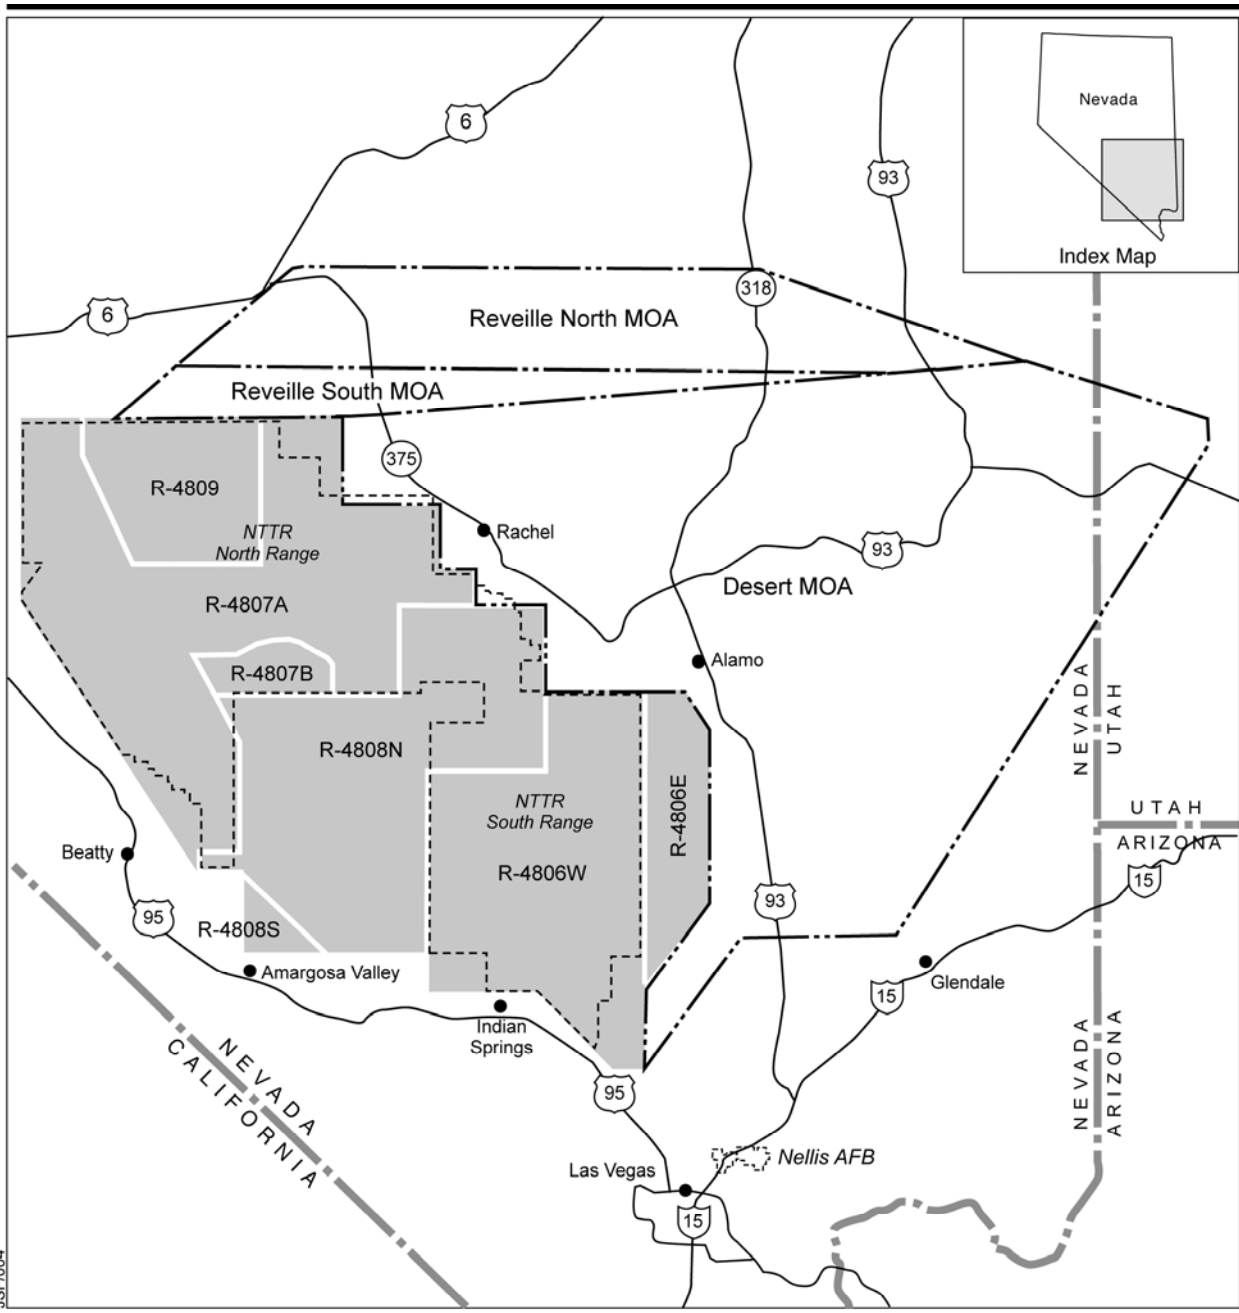 6
93
Nevada
Index Map
318
6
Reveille North MOA
Reveille South MOA
375
R-4809
NTTR
North Range
Rachel
93
Desert MOA
R-4807A
Alamo
R-4807B
NEVADA
UTAH
R-4808N
NTTR
South Range
R-4806E
UTAH
ARIZONA
Beatty
R-4806W
15
93
95
R-4808S
Amargosa Valley
Glendale
15
Indian
Springs
NEVADA
CALIFORNIA
NEVADA
ARIZONA
95
Nellis AFB
Las Vegas
15